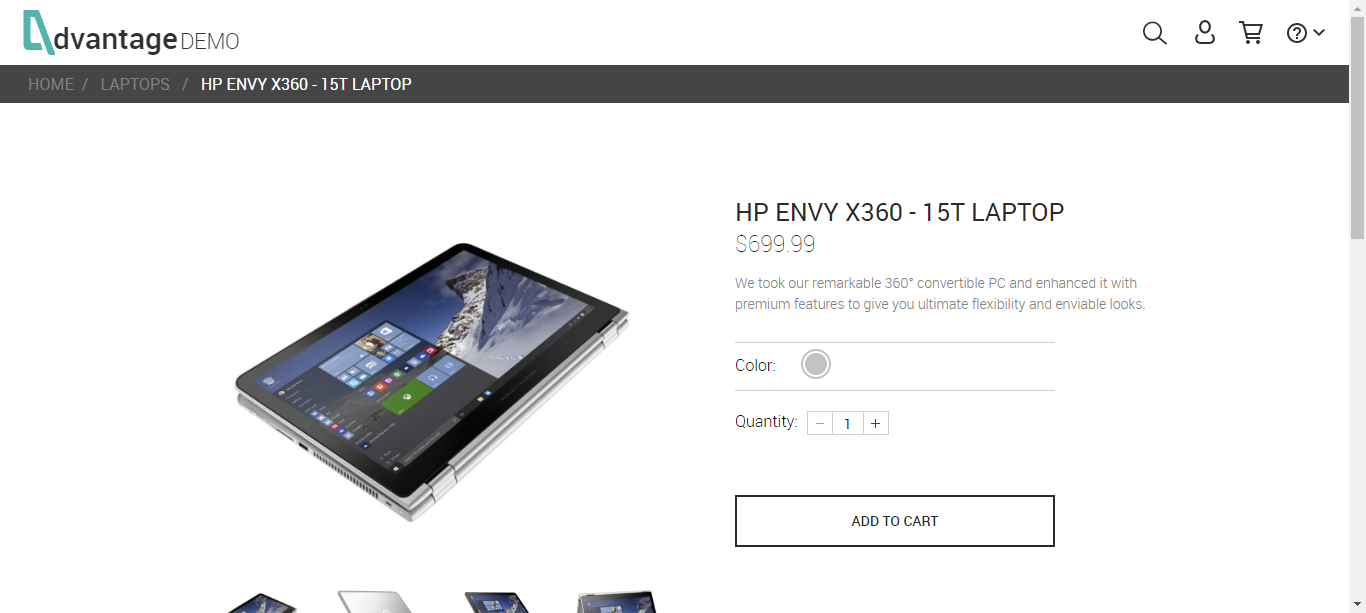 dvantage DEMO
HOME / LAPTOPS / HP ENVY X360 - 15T LAPTOP
HP ENVY X360 - 15T LAPTOP
$699.99
We took our remarkable 360° convertible PC and enhanced it with
premium features to give you ultimate flexibility and enviable looks.
Color:
Quantity: − 1 +
ADD TO CART